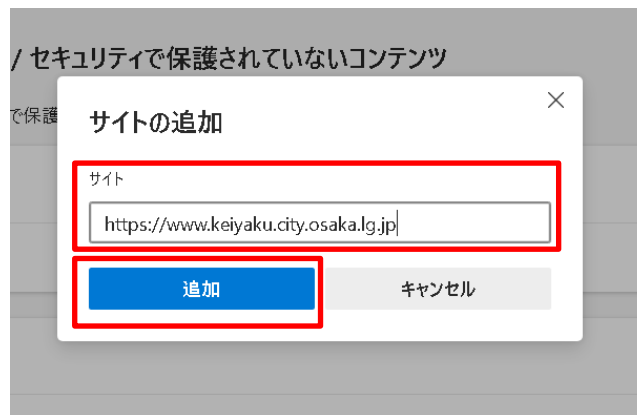 / セキュリティで保護されていないコンテンツ
で保護
サイトの追加
サイト
https://www.keiyaku.city.osaka.lg.jp
追加
キャンセル